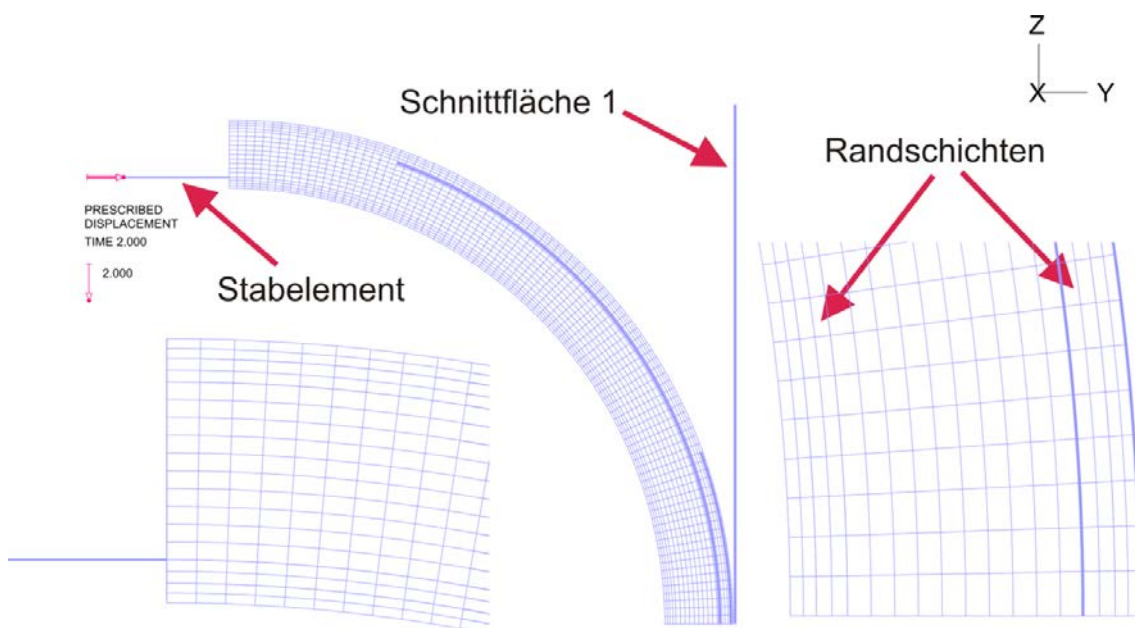 Z
X Y
Schnittfläche 1
Randschichten
PRESCRIBED
DISPLACEMENT
TIME 2.000
2.000
Stabelement